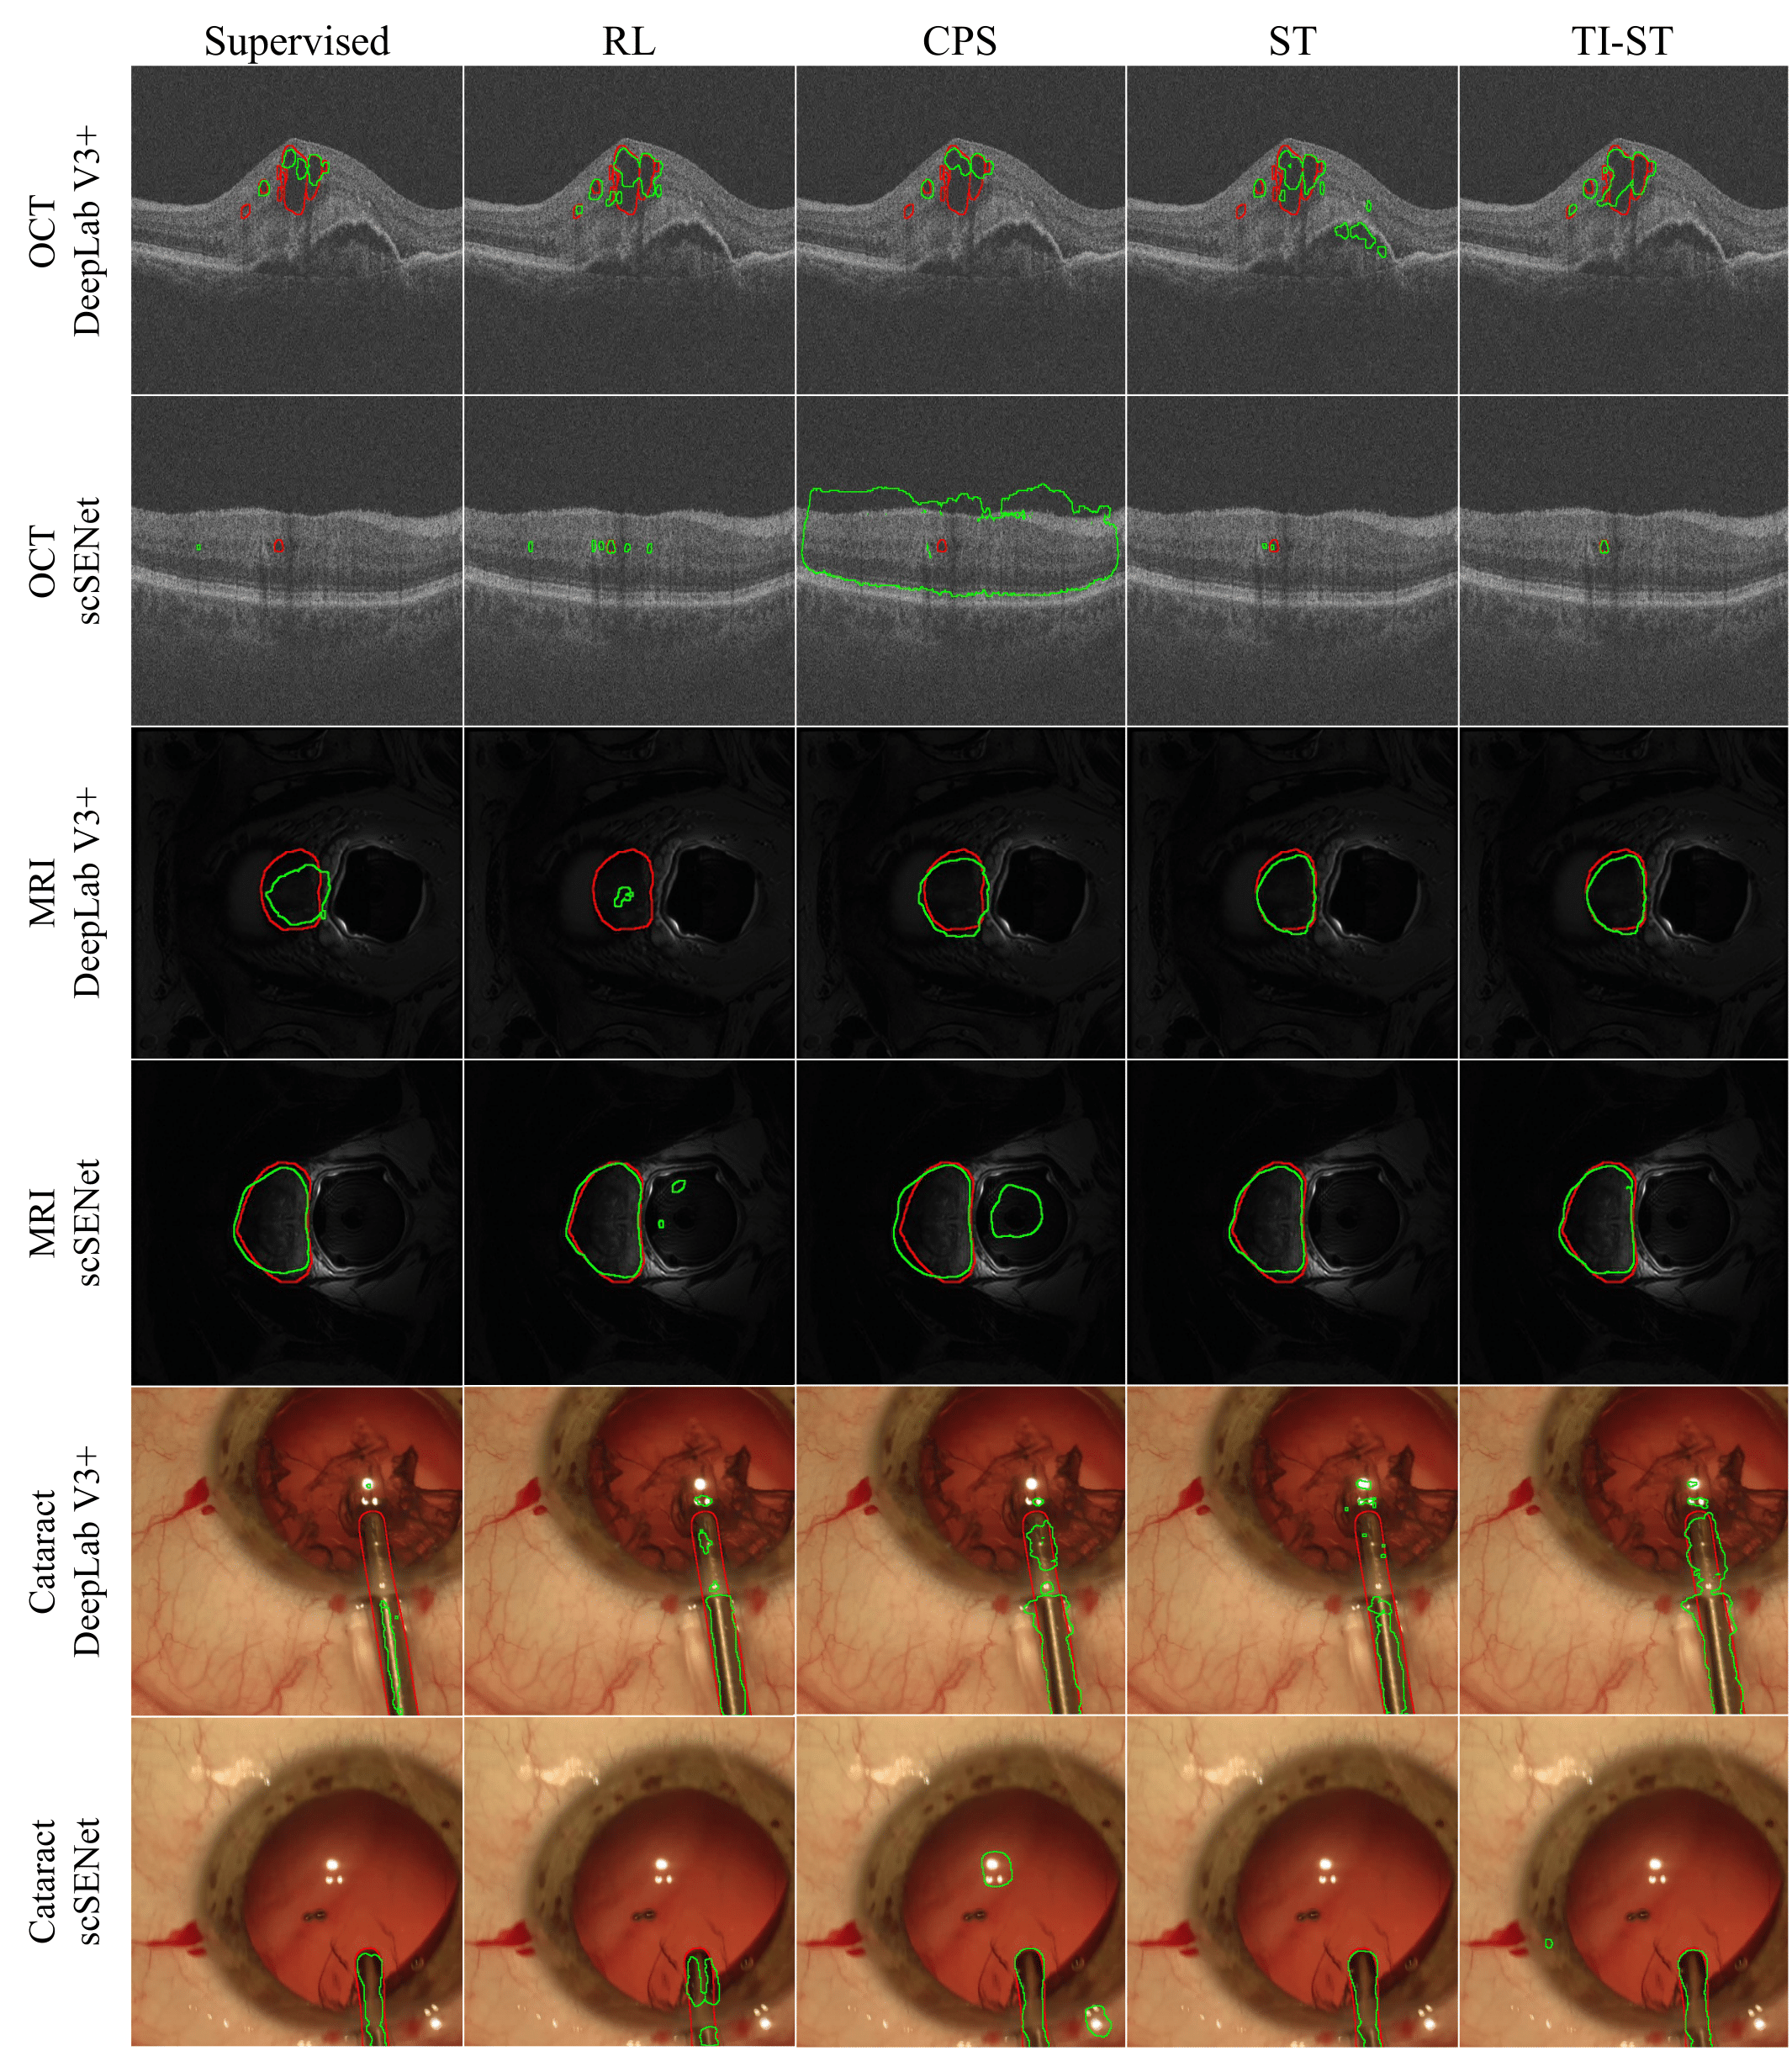 Supervised RL CPS ST TI-ST
OCT
DeepLab V3+
OCT
scSENet
MRI
DeepLab V3+
MRI
scSENet
Cataract
DeepLab V3+
Cataract
scSENet